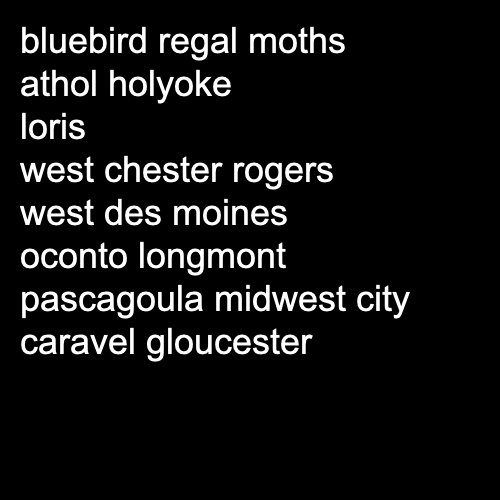 bluebird regal moths
athol holyoke
loris
west chester rogers
west des moines
oconto longmont
pascagoula midwest city
caravel gloucester